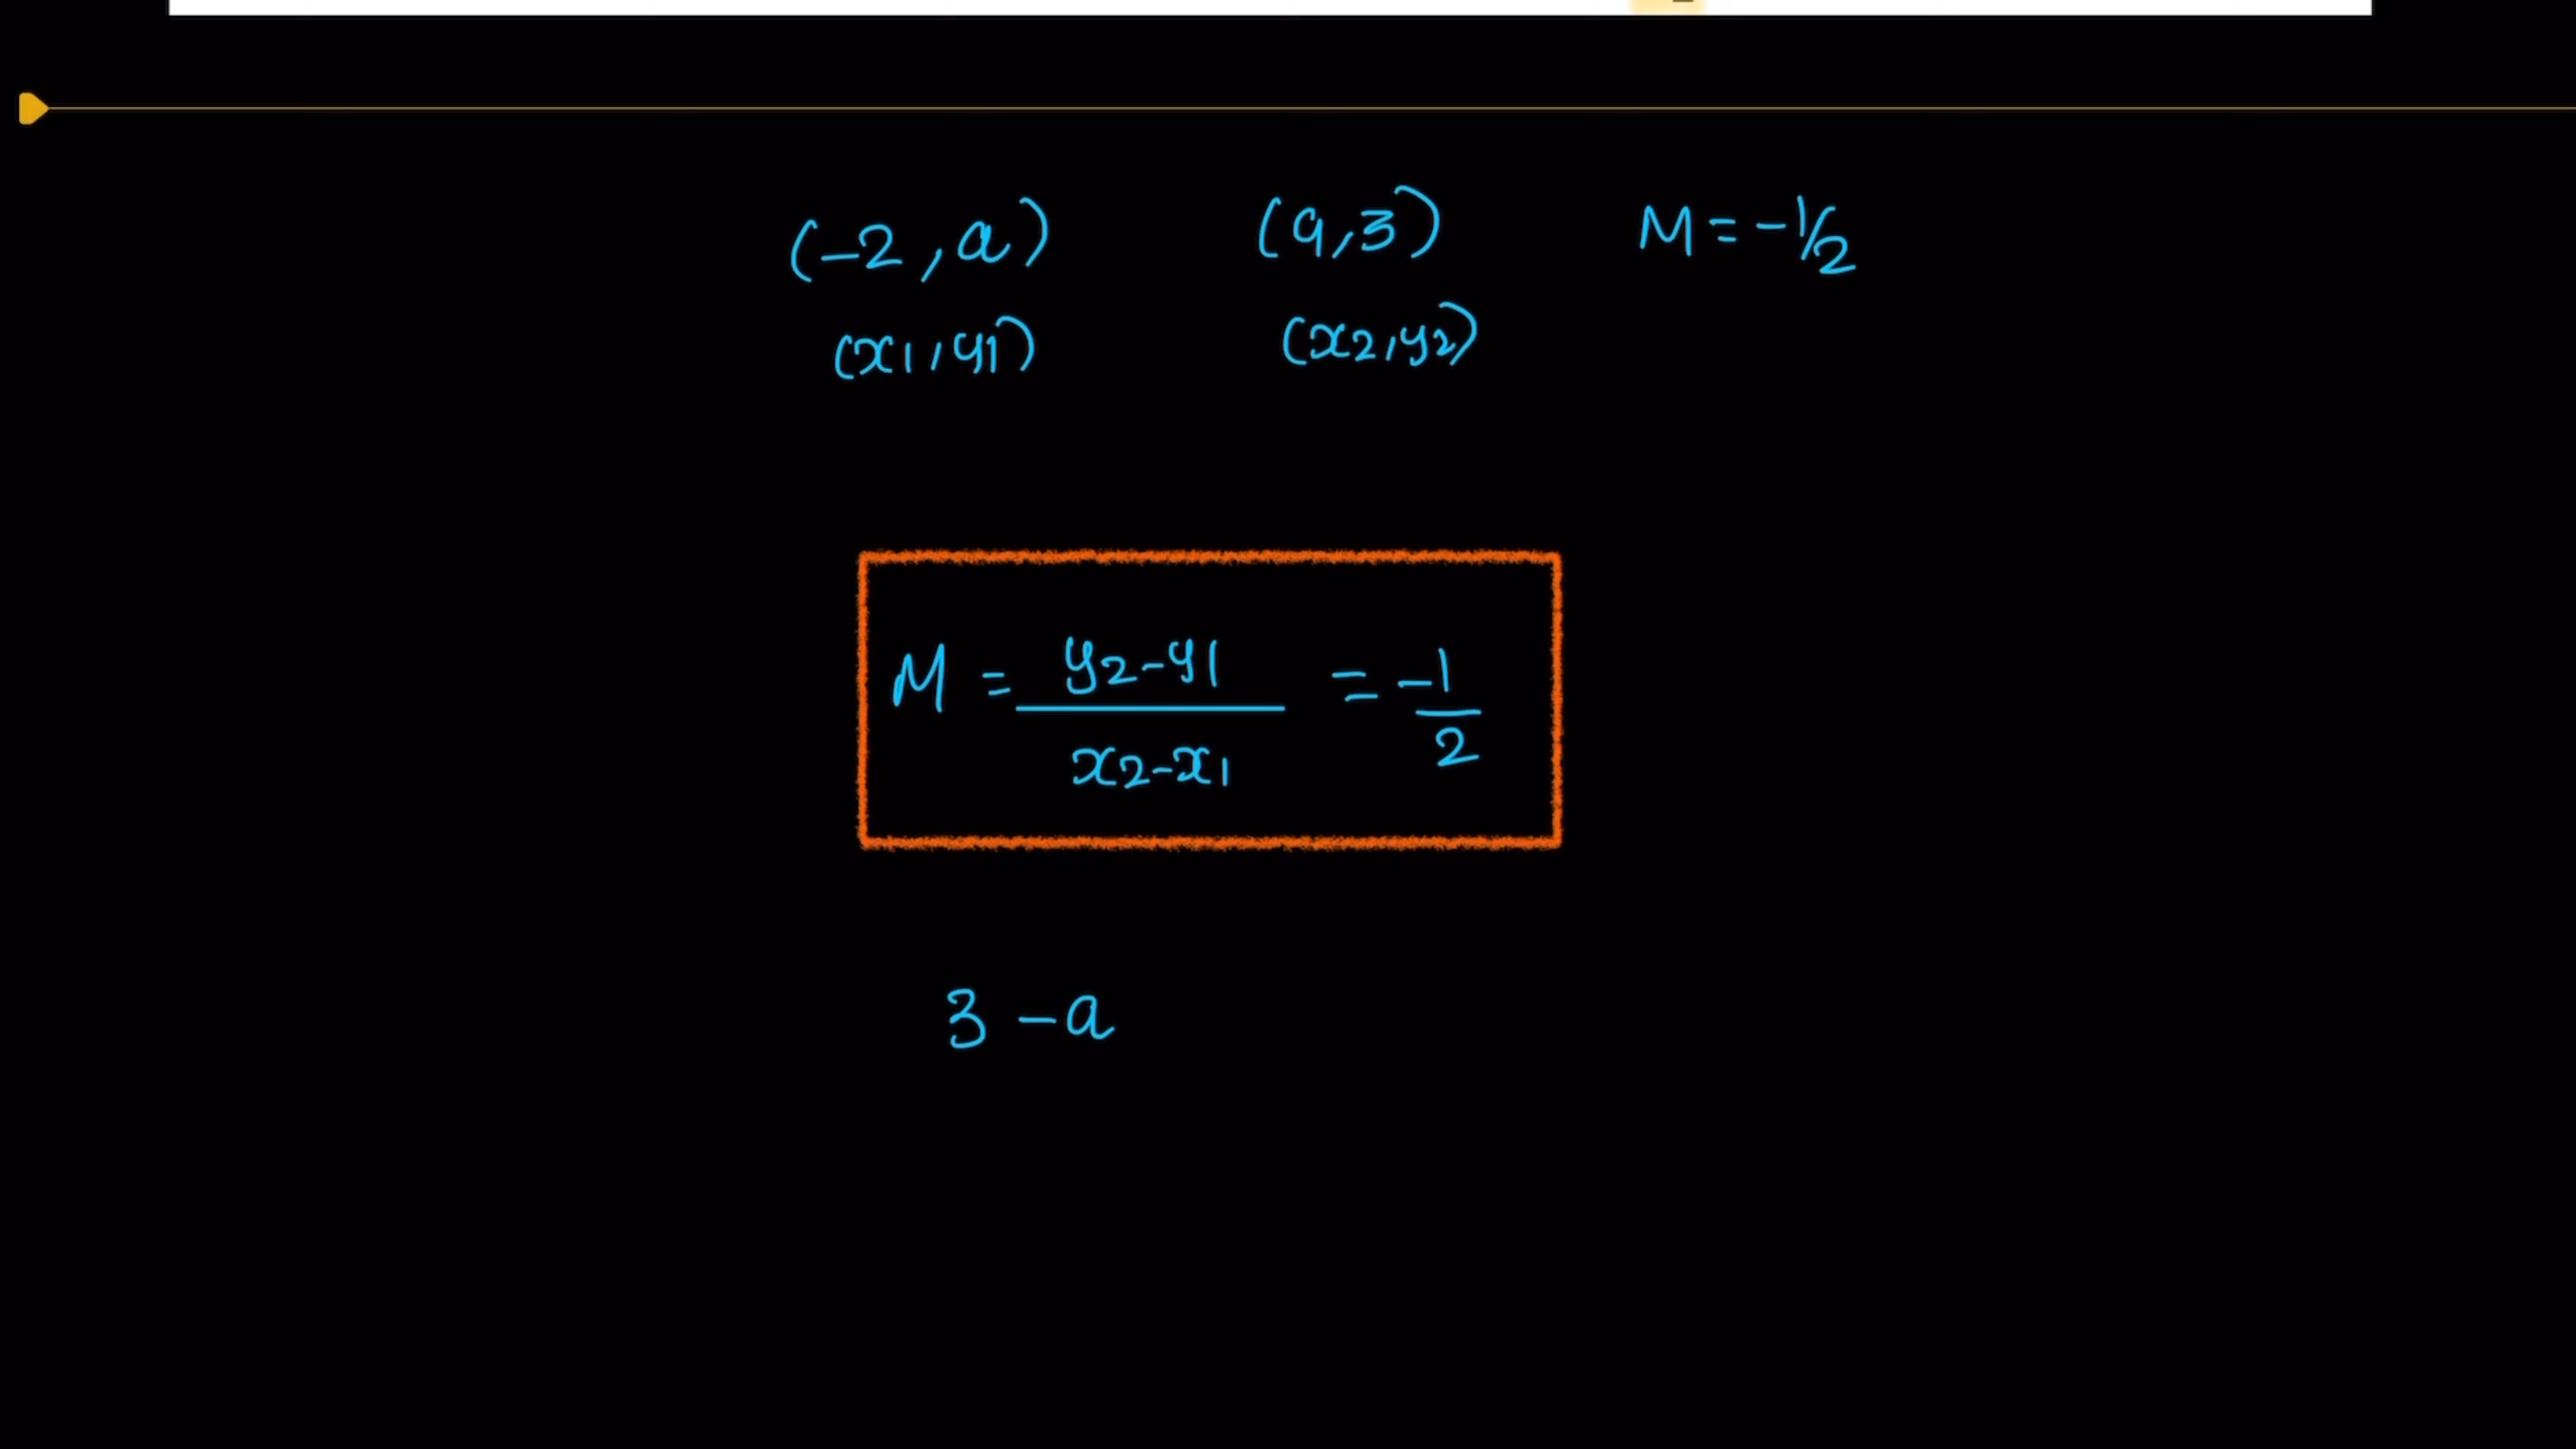 (-2, a) (9,3) M = -1/2
(x1, y1) (x2, y2)
M = y2-y1 / x2-x1 = -1/2
3 - a